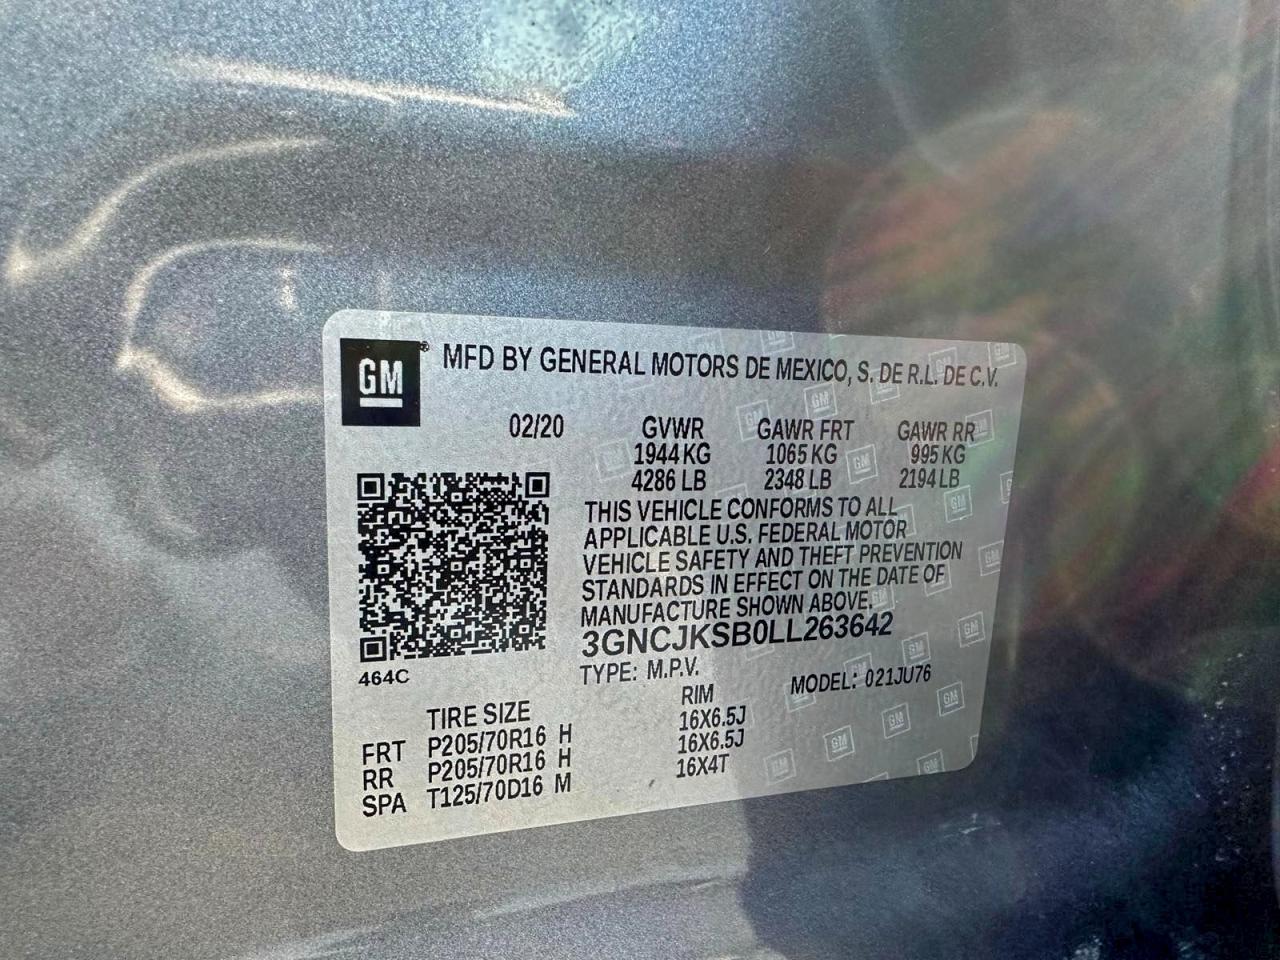 GM® MFD BY GENERAL MOTORS DE MEXICO, S. DE R.L. DE C.V.
02/20 GVWR GAWR FRT GAWR RR
1944 KG 1065 KG 995 KG
4286 LB 2348 LB 2194 LB
THIS VEHICLE CONFORMS TO ALL
APPLICABLE U.S. FEDERAL MOTOR
VEHICLE SAFETY AND THEFT PREVENTION
STANDARDS IN EFFECT ON THE DATE OF
MANUFACTURE SHOWN ABOVE.
3GNCJKSB0LL263642
464C TYPE: M.P.V. MODEL: 021JU76
TIRE SIZE RIM
FRT P205/70R16 H 16X6.5J
RR P205/70R16 H 16X6.5J
SPA T125/70D16 M 16X4T